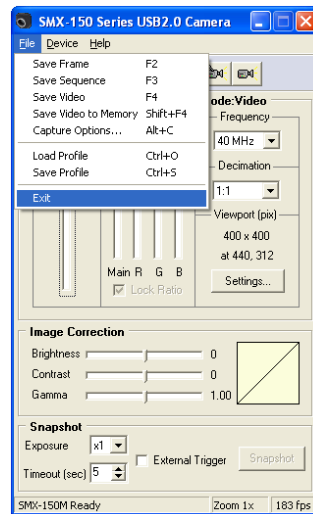 SMX-150 Series USB2.0 Camera
File Device Help
Save Frame F2
Save Sequence F3
Save Video F4
Save Video to Memory Shift+F4
Capture Options... Alt+C
Load Profile Ctrl+O
Save Profile Ctrl+S
Exit
ode:Video
Frequency
40 MHz
Decimation
1:1
Viewport (pix)
400 x 400
at 440, 312
Settings...
Main R G B
Lock Ratio
Image Correction
Brightness 0
Contrast 0
Gamma 1.00
Snapshot
Exposure x1
Timeout (sec) 5 External Trigger Snapshot
SMX-150M Ready Zoom 1x 183 fps